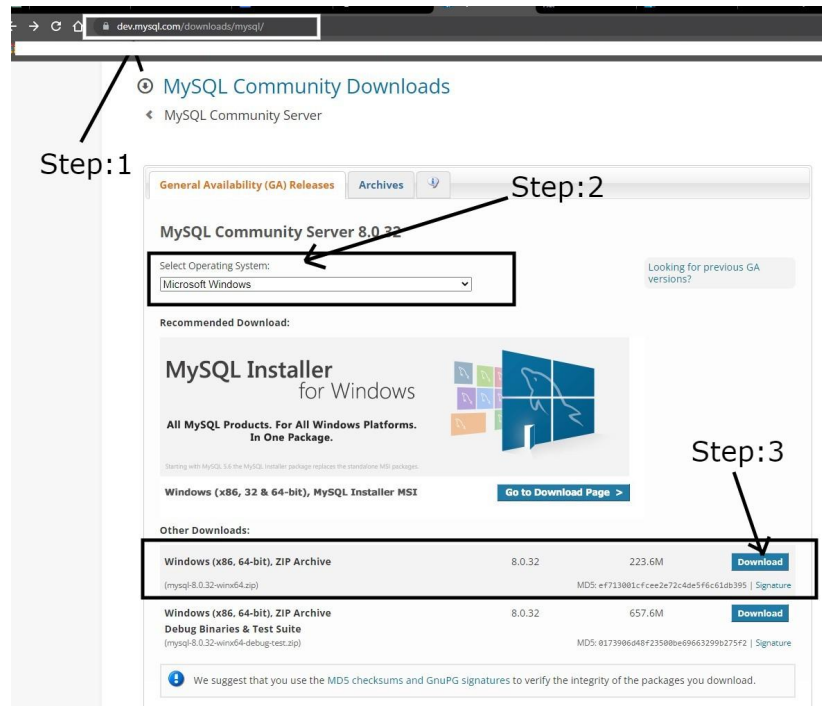 dev.mysql.com/downloads/mysql/
MySQL Community Downloads
MySQL Community Server
Step:1
General Availability (GA) Releases Archives
Step:2
MySQL Community Server 8.0.32
Select Operating System:
Looking for previous GA
versions?
Microsoft Windows
Recommended Download:
MySQL Installer
for Windows
All MySQL Products. For All Windows Platforms.
In One Package.
Starting with MySQL 5.6 the MySQL Installer package replaces the standalone MSI packages.
Step:3
Windows (x86, 32 & 64-bit), MySQL Installer MSI Go to Download Page >
Other Downloads:
Windows (x86, 64-bit), ZIP Archive 8.0.32 223.6M Download
(mysql-8.0.32-winx64.zip) MD5: ef713001cfcee2e72c4de5f6c61db395 | Signature
Windows (x86, 64-bit), ZIP Archive 8.0.32 657.6M Download
Debug Binaries & Test Suite
(mysql-8.0.32-winx64-debug-test.zip) MD5: 0173906d48f23500be69663299b275f2 | Signature
We suggest that you use the MD5 checksums and GnuPG signatures to verify the integrity of the packages you download.